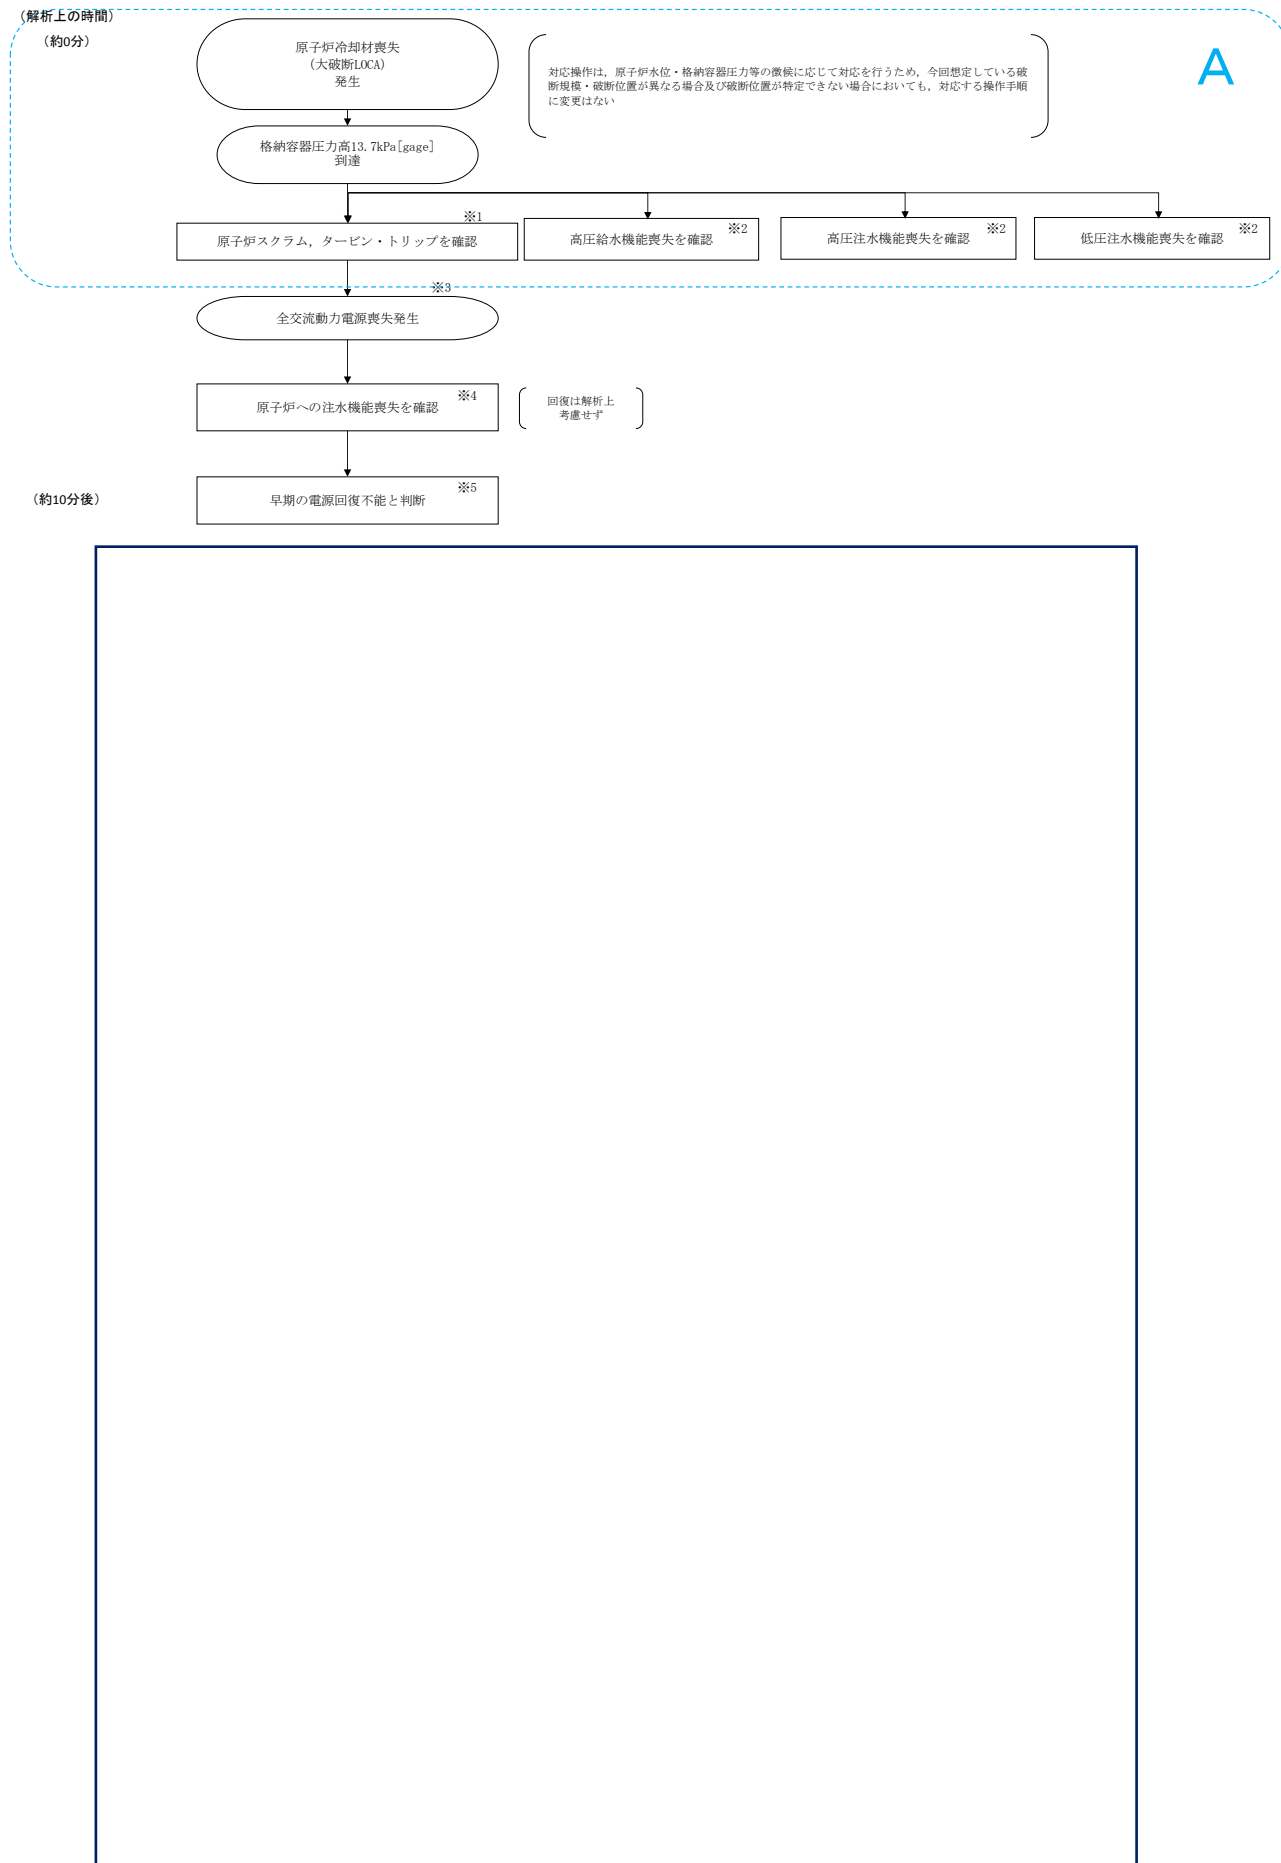 （解析上の時間）
（約0分）
原子炉冷却材喪失
（大破断LOCA）
発生
対応操作は，原子炉水位・格納容器圧力等の徴候に応じて対応を行うため，今回想定している破
断規模・破断位置が異なる場合及び破断位置が特定できない場合においても，対応する操作手順
に変更はない
A
格納容器圧力高13.7kPa[gage]
到達
※1
原子炉スクラム，タービン・トリップを確認
※2
高圧給水機能喪失を確認
※2
高圧注水機能喪失を確認
※2
低圧注水機能喪失を確認
※3
全交流動力電源喪失発生
※4
原子炉への注水機能喪失を確認
回復は解析上
考慮せず
（約10分後）
※5
早期の電源回復不能と判断